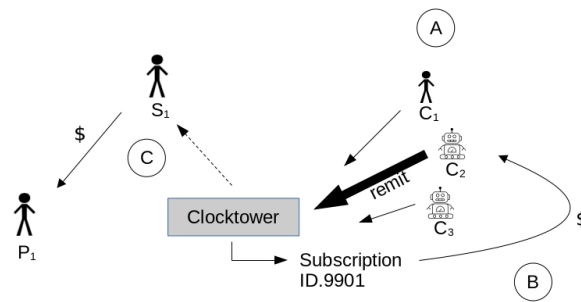 A
S₁
C₁
$
C
C₂
remit
P₁
Clocktower
C₃
$
Subscription
ID.9901
B